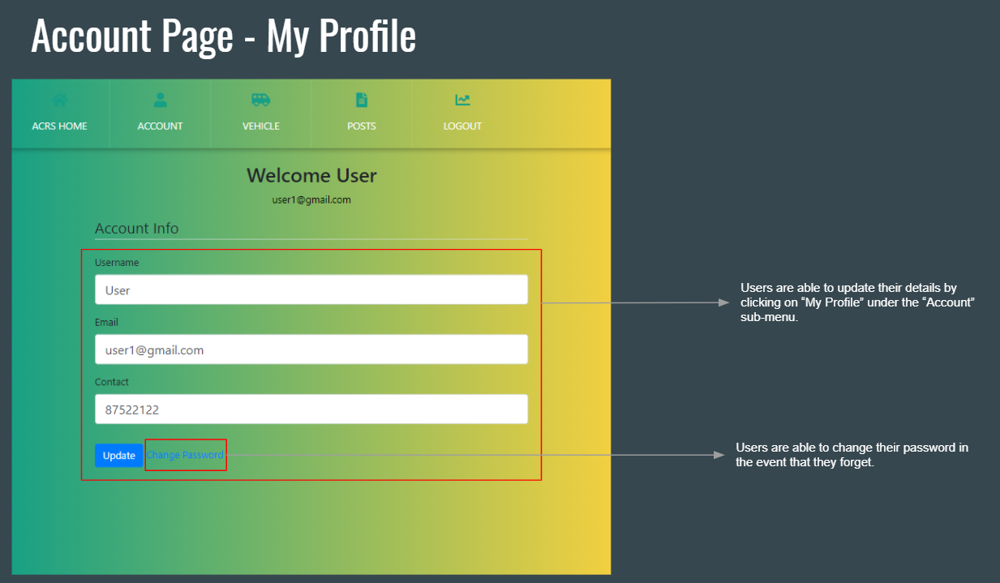 Account Page - My Profile
ACRS HOME
ACCOUNT
VEHICLE
POSTS
LOGOUT
Welcome User
user1@gmail.com
Account Info
Username
User
Email
user1@gmail.com
Contact
87522122
Update
Change Password
Users are able to update their details by
clicking on “My Profile” under the “Account”
sub-menu.
Users are able to change their password in
the event that they forget.